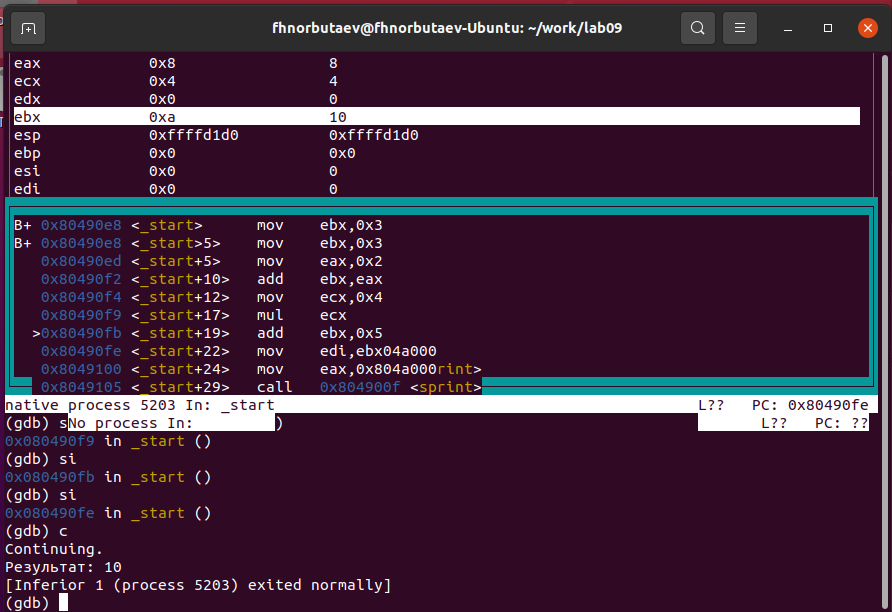 fhnorbutaev@fhnorbutaev-Ubuntu: ~/work/lab09
eax 0x8 8
ecx 0x4 4
edx 0x0 0
ebx 0xa 10
esp 0xffffd1d0 0xffffd1d0
ebp 0x0 0x0
esi 0x0 0
edi 0x0 0
B+ 0x80490e8 <_start> mov ebx,0x3
B+ 0x80490e8 <_start>5> mov ebx,0x3
0x80490ed <_start+5> mov eax,0x2
0x80490f2 <_start+10> add ebx,eax
0x80490f4 <_start+12> mov ecx,0x4
0x80490f9 <_start+17> mul ecx
>0x80490fb <_start+19> add ebx,0x5
0x80490fe <_start+22> mov edi,ebx04a000
0x8049100 <_start+24> mov eax,0x804a000rint>
0x8049105 <_start+29> call 0x804900f <sprint>
native process 5203 In: _start L?? PC: 0x80490fe
(gdb) sNo process In: ) L?? PC: ??
0x080490f9 in _start ()
(gdb) si
0x080490fb in _start ()
(gdb) si
0x080490fe in _start ()
(gdb) c
Continuing.
Результат: 10
[Inferior 1 (process 5203) exited normally]
(gdb)